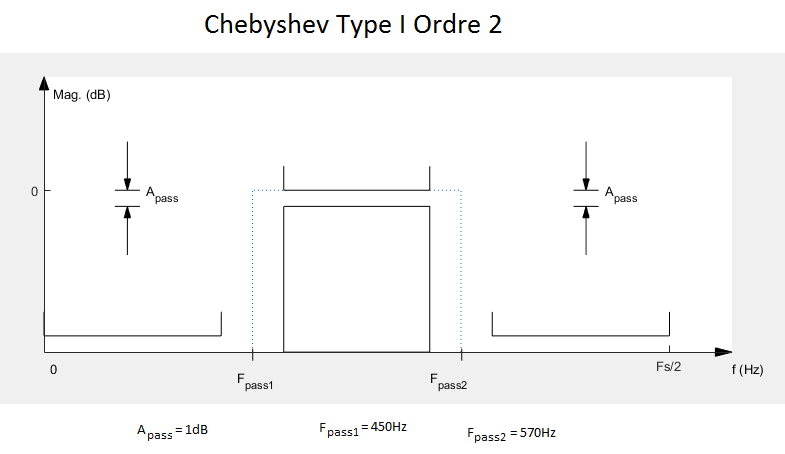 Chebyshev Type I Ordre 2
Mag. (dB)
0
Apass
Apass
0
Fpass1
Fpass2
Fs/2
f (Hz)
Apass = 1dB
Fpass1 = 450Hz
Fpass2 = 570Hz